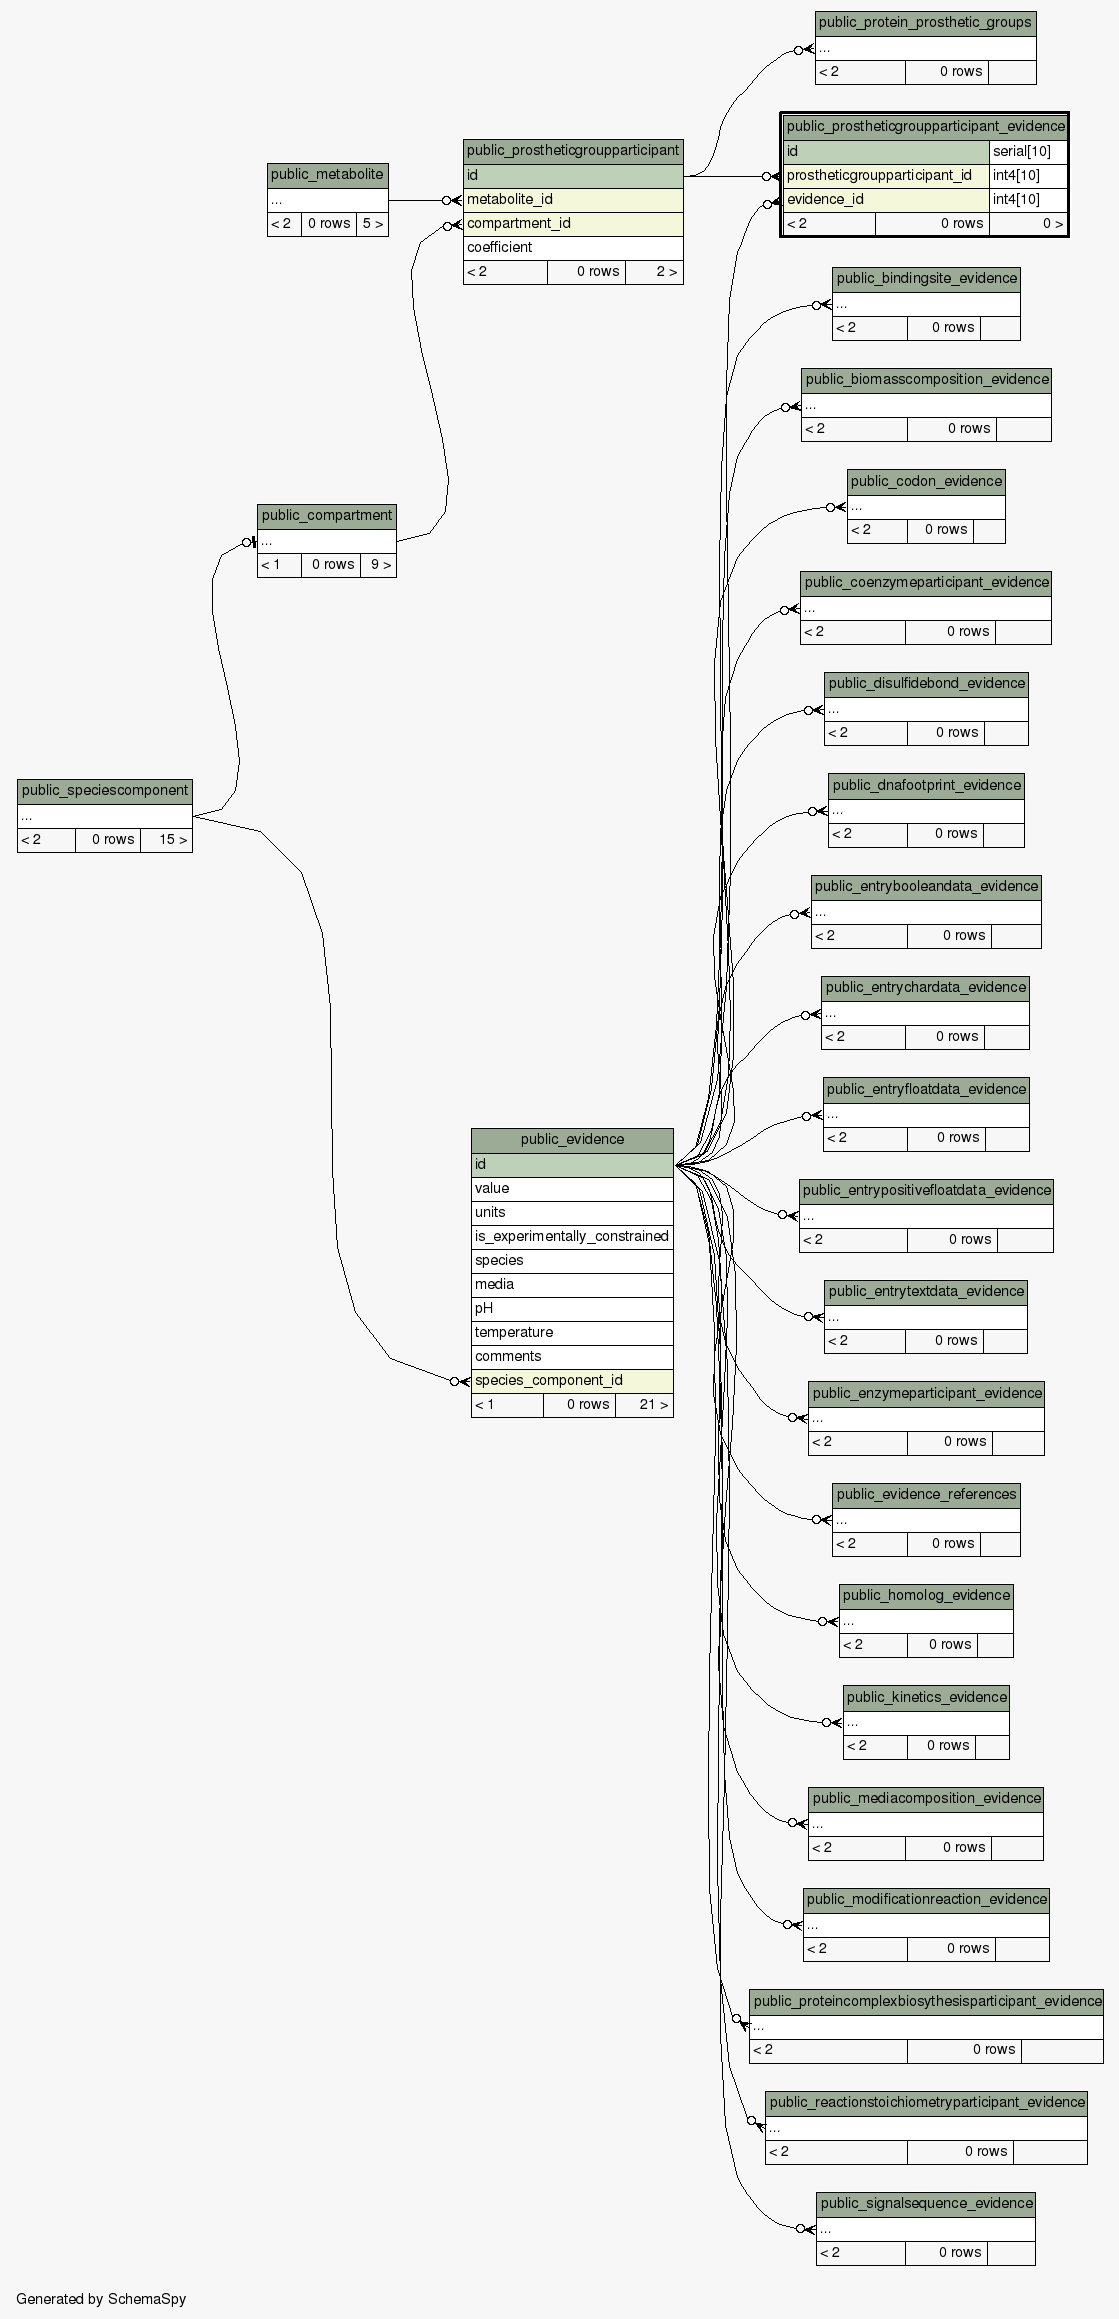 public_protein_prosthetic_groups
...
< 2 0 rows
public_prostheticgroupparticipant_evidence
id serial[10]
prostheticgroupparticipant_id int4[10]
evidence_id int4[10]
< 2 0 rows 0 >
public_prostheticgroupparticipant
id
metabolite_id
compartment_id
coefficient
< 2 0 rows 2 >
public_metabolite
...
< 2 0 rows 5 >
public_bindingsite_evidence
...
< 2 0 rows
public_biomasscomposition_evidence
...
< 2 0 rows
public_codon_evidence
...
< 2 0 rows
public_compartment
...
< 1 0 rows 9 >
public_coenzymeparticipant_evidence
...
< 2 0 rows
public_disulfidebond_evidence
...
< 2 0 rows
public_speciescomponent
...
< 2 0 rows 15 >
public_dnafootprint_evidence
...
< 2 0 rows
public_entrybooleandata_evidence
...
< 2 0 rows
public_entrychardata_evidence
...
< 2 0 rows
public_entryfloatdata_evidence
...
< 2 0 rows
public_evidence
id
value
units
is_experimentally_constrained
species
media
pH
temperature
comments
species_component_id
< 1 0 rows 21 >
public_entrypositivefloatdata_evidence
...
< 2 0 rows
public_entrytextdata_evidence
...
< 2 0 rows
public_enzymeparticipant_evidence
...
< 2 0 rows
public_evidence_references
...
< 2 0 rows
public_homolog_evidence
...
< 2 0 rows
public_kinetics_evidence
...
< 2 0 rows
public_mediacomposition_evidence
...
< 2 0 rows
public_modificationreaction_evidence
...
< 2 0 rows
public_proteincomplexbiosythesisparticipant_evidence
...
< 2 0 rows
public_reactionstoichiometryparticipant_evidence
...
< 2 0 rows
public_signalsequence_evidence
...
< 2 0 rows
Generated by SchemaSpy